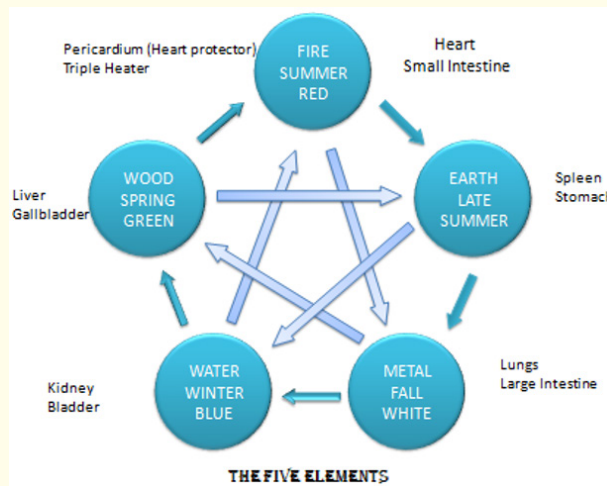 Pericardium (Heart protector)
Triple Heater
FIRE
SUMMER
RED
Heart
Small Intestine
Liver
Gallbladder
WOOD
SPRING
GREEN
EARTH
LATE
SUMMER
Spleen
Stomach
Kidney
Bladder
WATER
WINTER
BLUE
METAL
FALL
WHITE
Lungs
Large Intestine
THE FIVE ELEMENTS